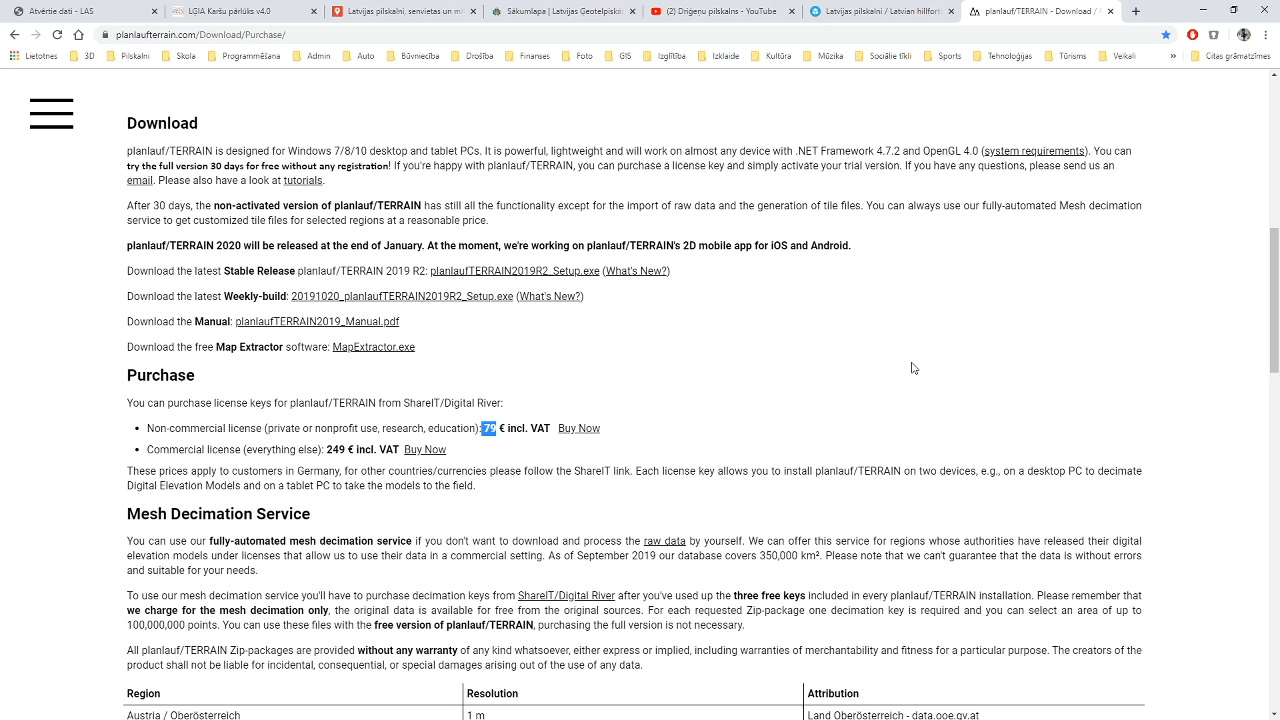 Atvērtie dati - LAS
LGIA Karšu pārlūks v4.0
Latvijas pilskalni, svētvietas un mi
Sākumlapa | Latvijas Ģeotelpiskās
(2) Driģeņu pilskalns - YouTube
Latvijas pilskalni / Latvian hillfort
planlauf/TERRAIN - Download / P
planlaufterrain.com/Download/Purchase/
Lietotnes
3D
Pilskalni
Skola
Programmēšana
Admin
Auto
Būvniecība
Drošība
Finanses
Foto
GIS
Izglītība
Izklaide
Kultūra
Mūzika
Sociālie tīkli
Sports
Tehnoloģijas
Tūrisms
Veikali
»
Citas grāmatzīmes
Download
planlauf/TERRAIN is designed for Windows 7/8/10 desktop and tablet PCs. It is powerful, lightweight and will work on almost any device with .NET Framework 4.7.2 and OpenGL 4.0 (system requirements). You can
try the full version 30 days for free without any registration! If you're happy with planlauf/TERRAIN, you can purchase a license key and simply activate your trial version. If you have any questions, please send us an
email. Please also have a look at tutorials.
After 30 days, the non-activated version of planlauf/TERRAIN has still all the functionality except for the import of raw data and the generation of tile files. You can always use our fully-automated Mesh decimation
service to get customized tile files for selected regions at a reasonable price.
planlauf/TERRAIN 2020 will be released at the end of January. At the moment, we're working on planlauf/TERRAIN's 2D mobile app for iOS and Android.
Download the latest Stable Release planlauf/TERRAIN 2019 R2: planlaufTERRAIN2019R2_Setup.exe (What's New?)
Download the latest Weekly-build: 20191020_planlaufTERRAIN2019R2_Setup.exe (What's New?)
Download the Manual: planlaufTERRAIN2019_Manual.pdf
Download the free Map Extractor software: MapExtractor.exe
Purchase
You can purchase license keys for planlauf/TERRAIN from ShareIT/Digital River:
• Non-commercial license (private or nonprofit use, research, education): 79 € incl. VAT Buy Now
• Commercial license (everything else): 249 € incl. VAT Buy Now
These prices apply to customers in Germany, for other countries/currencies please follow the ShareIT link. Each license key allows you to install planlauf/TERRAIN on two devices, e.g., on a desktop PC to decimate
Digital Elevation Models and on a tablet PC to take the models to the field.
Mesh Decimation Service
You can use our fully-automated mesh decimation service if you don't want to download and process the raw data by yourself. We can offer this service for regions whose authorities have released their digital
elevation models under licenses that allow us to use their data in a commercial setting. As of September 2019 our database covers 350,000 km². Please note that we can't guarantee that the data is without errors
and suitable for your needs.
To use our mesh decimation service you'll have to purchase decimation keys from ShareIT/Digital River after you've used up the three free keys included in every planlauf/TERRAIN installation. Please remember that
we charge for the mesh decimation only, the original data is available for free from the original sources. For each requested Zip-package one decimation key is required and you can select an area of up to
100,000,000 points. You can use these files with the free version of planlauf/TERRAIN, purchasing the full version is not necessary.
All planlauf/TERRAIN Zip-packages are provided without any warranty of any kind whatsoever, either express or implied, including warranties of merchantability and fitness for a particular purpose. The creators of the
product shall not be liable for incidental, consequential, or special damages arising out of the use of any data.
Region Resolution Attribution
Austria / Oberösterreich 1 m Land Oberösterreich - data.ooe.gv.at